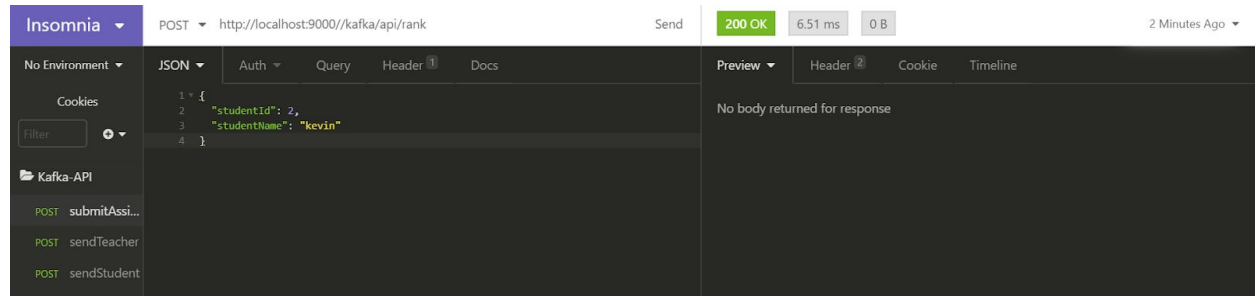 Insomnia
POST http://localhost:9000//kafka/api/rank Send
200 OK 6.51 ms 0 B 2 Minutes Ago
No Environment
Cookies
Filter
Kafka-API
POST submitAssi...
POST sendTeacher
POST sendStudent
JSON Auth Query Header 1 Docs
1 {
2 "studentId": 2,
3 "studentName": "kevin"
4 }
Preview Header 2 Cookie Timeline
No body returned for response